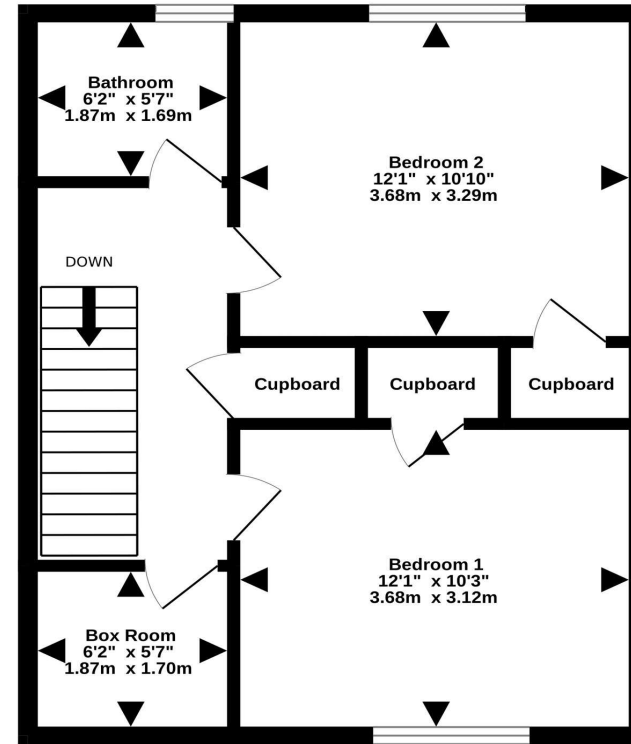 Bathroom
6'2" x 5'7"
1.87m x 1.69m
Bedroom 2
12'1" x 10'10"
3.68m x 3.29m
DOWN
Cupboard
Cupboard
Cupboard
Bedroom 1
12'1" x 10'3"
3.68m x 3.12m
Box Room
6'2" x 5'7"
1.87m x 1.70m